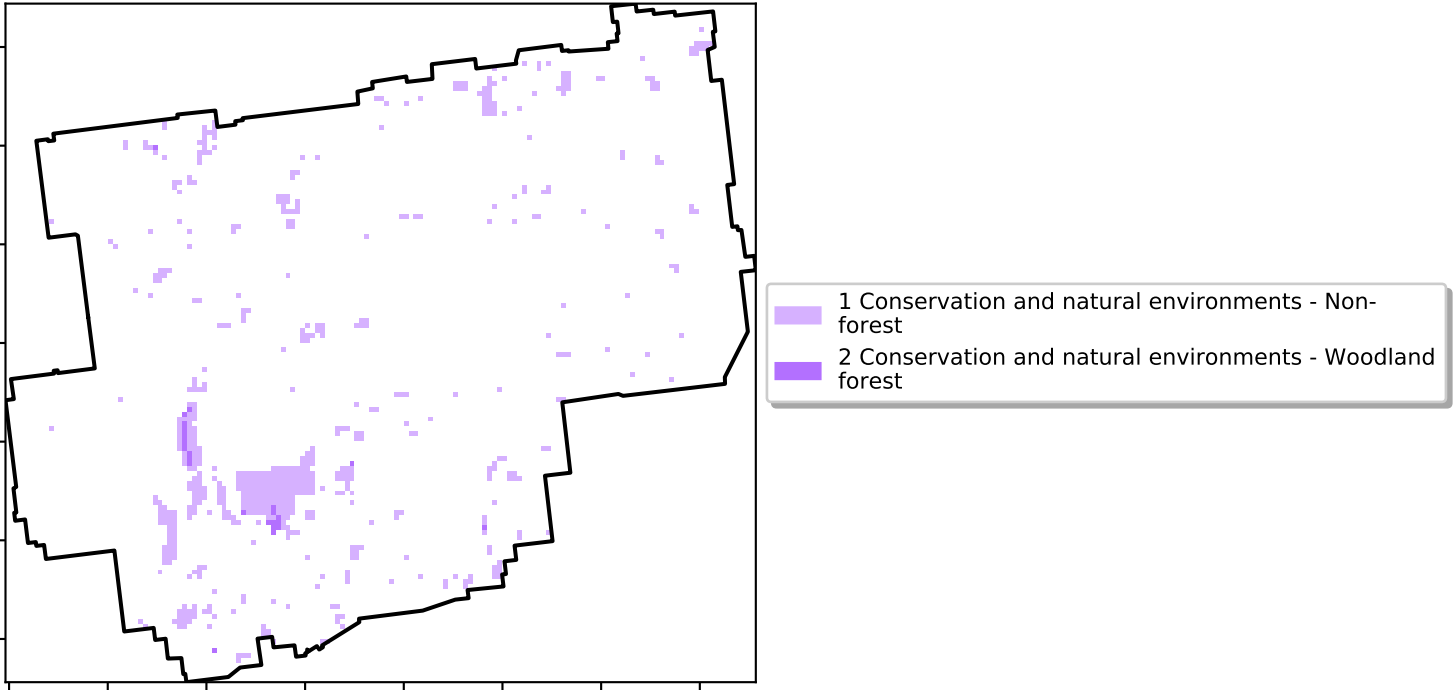 1 Conservation and natural environments - Non-
forest
2 Conservation and natural environments - Woodland
forest